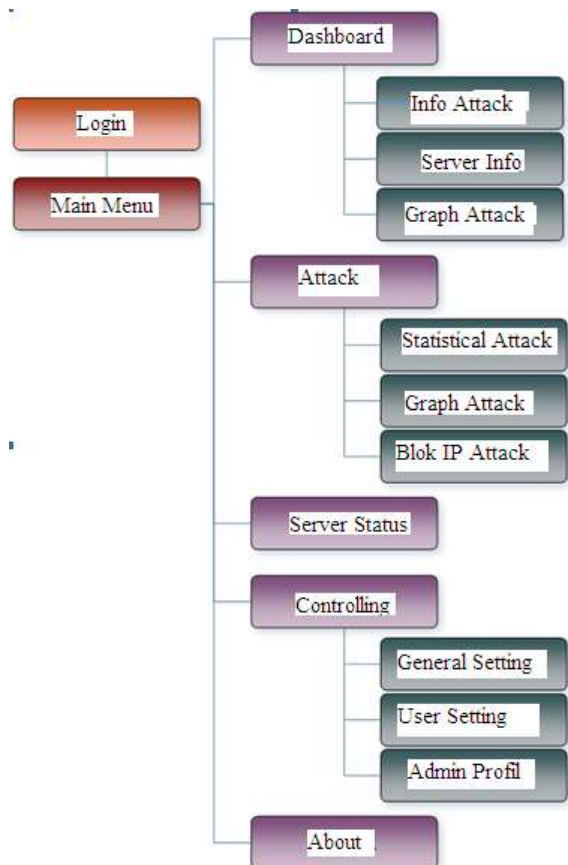 Dashboard
Info Attack
Server Info
Graph Attack
Login
Main Menu
Attack
Statistical Attack
Graph Attack
Blok IP Attack
Server Status
Controlling
General Setting
User Setting
Admin Profil
About